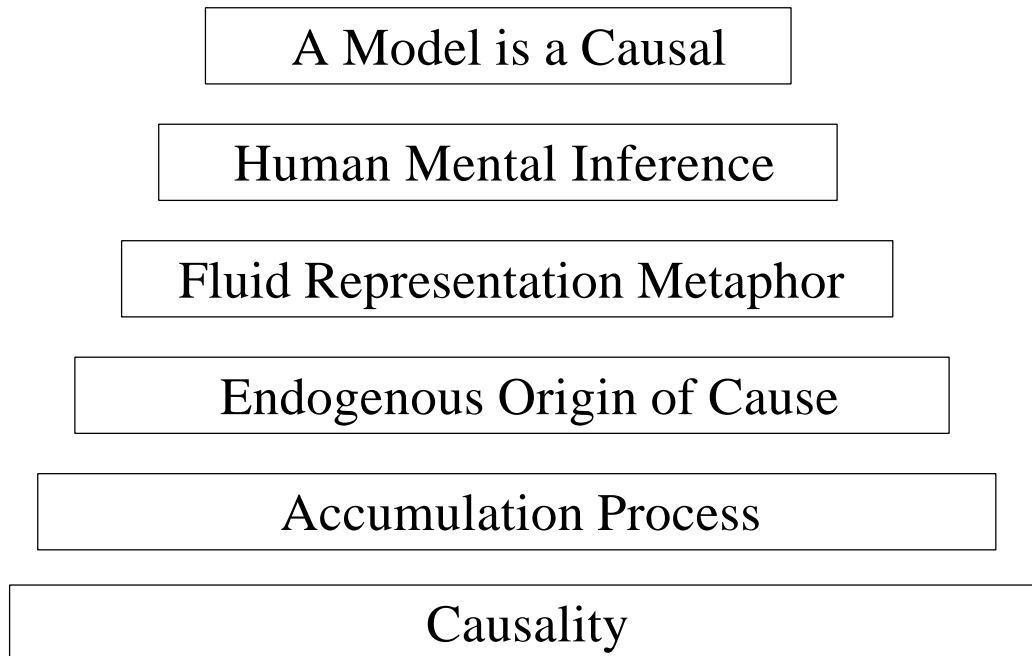 A Model is a Causal
Human Mental Inference
Fluid Representation Metaphor
Endogenous Origin of Cause
Accumulation Process
Causality